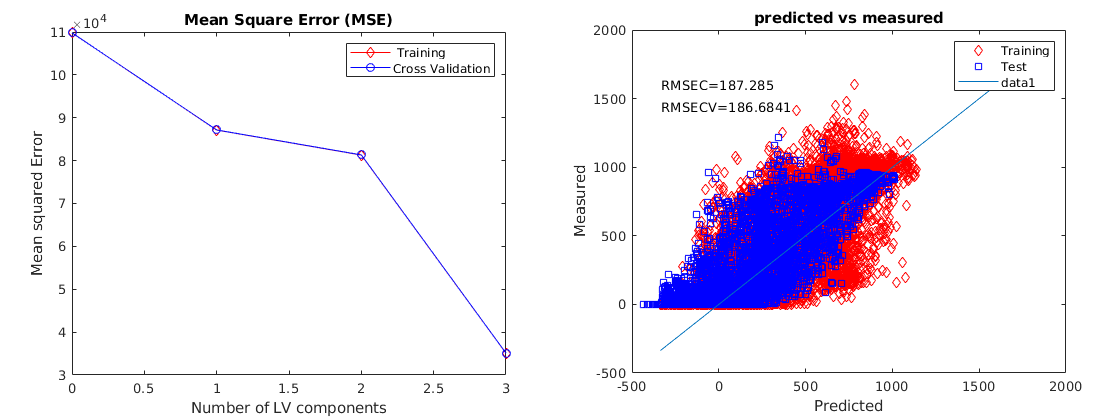 Mean Square Error (MSE)
×10^4
11
10
9
8
7
6
5
4
3
0
0.5
1
1.5
2
2.5
3
Number of LV components
Mean squared Error
Training
Cross Validation
predicted vs measured
2000
1500
1000
500
0
-500
-500
0
500
1000
1500
2000
Predicted
Measured
RMSEC=187.285
RMSECV=186.6841
Training
Test
data1